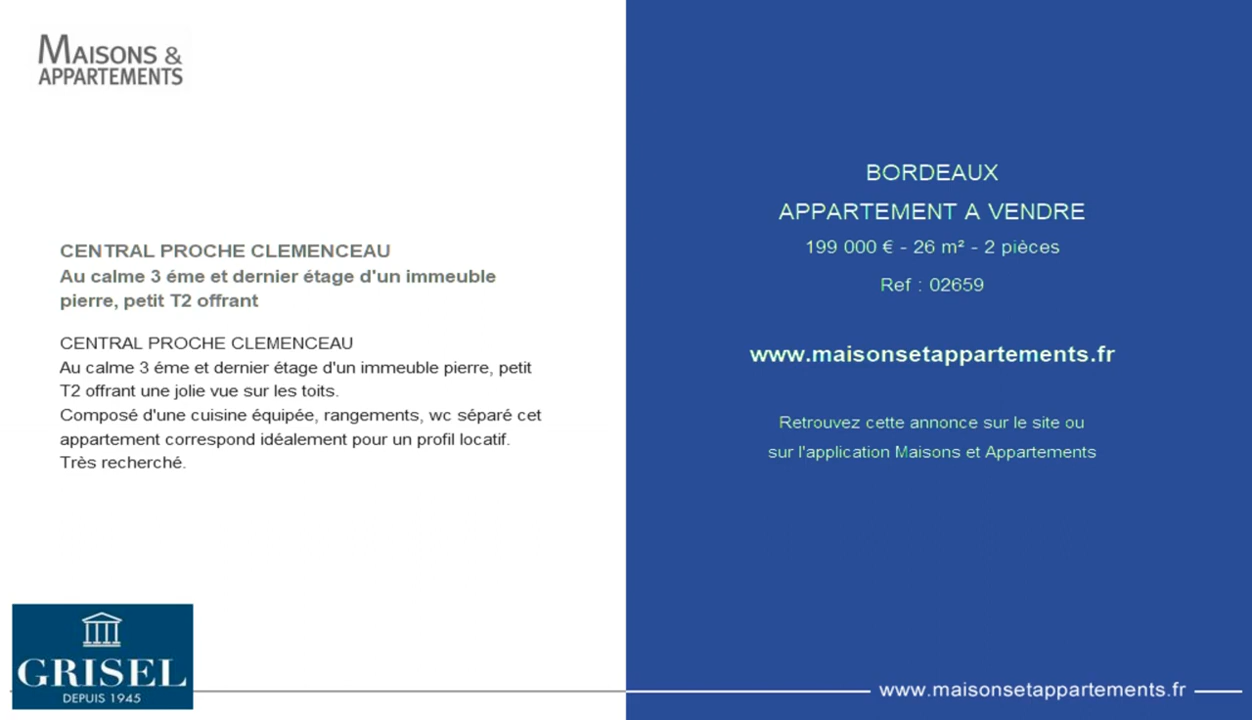 MAISONS &
APPARTEMENTS
CENTRAL PROCHE CLEMENCEAU
Au calme 3 éme et dernier étage d'un immeuble
pierre, petit T2 offrant
CENTRAL PROCHE CLEMENCEAU
Au calme 3 éme et dernier étage d'un immeuble pierre, petit
T2 offrant une jolie vue sur les toits.
Composé d'une cuisine équipée, rangements, wc séparé cet
appartement correspond idéalement pour un profil locatif.
Très recherché.
GRISEL
DEPUIS 1945
BORDEAUX
APPARTEMENT A VENDRE
199 000 € - 26 m² - 2 pièces
Ref : 02659
www.maisonsetappartements.fr
Retrouvez cette annonce sur le site ou
sur l'application Maisons et Appartements
www.maisonsetappartements.fr